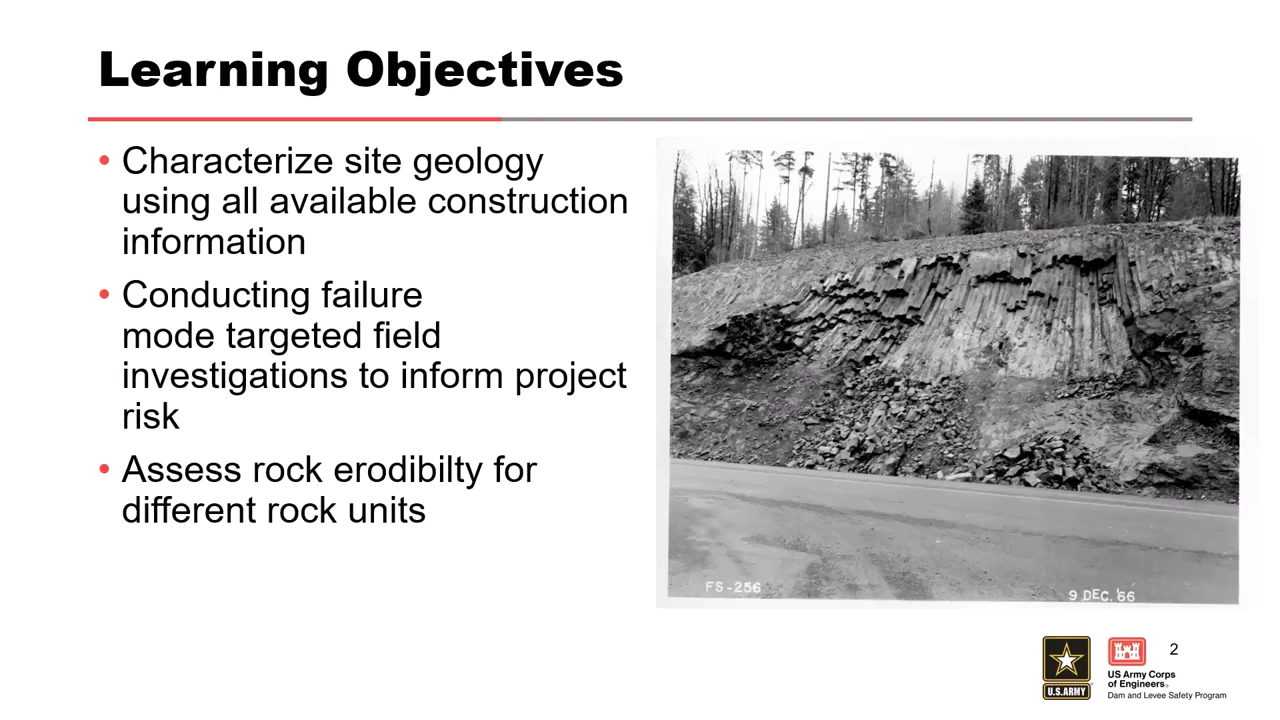 Learning Objectives
• Characterize site geology
using all available construction
information
• Conducting failure
mode targeted field
investigations to inform project
risk
• Assess rock erodibilty for
different rock units
FS-256
9 DEC. '66
U.S.ARMY
US Army Corps
of Engineers®
Dam and Levee Safety Program
2